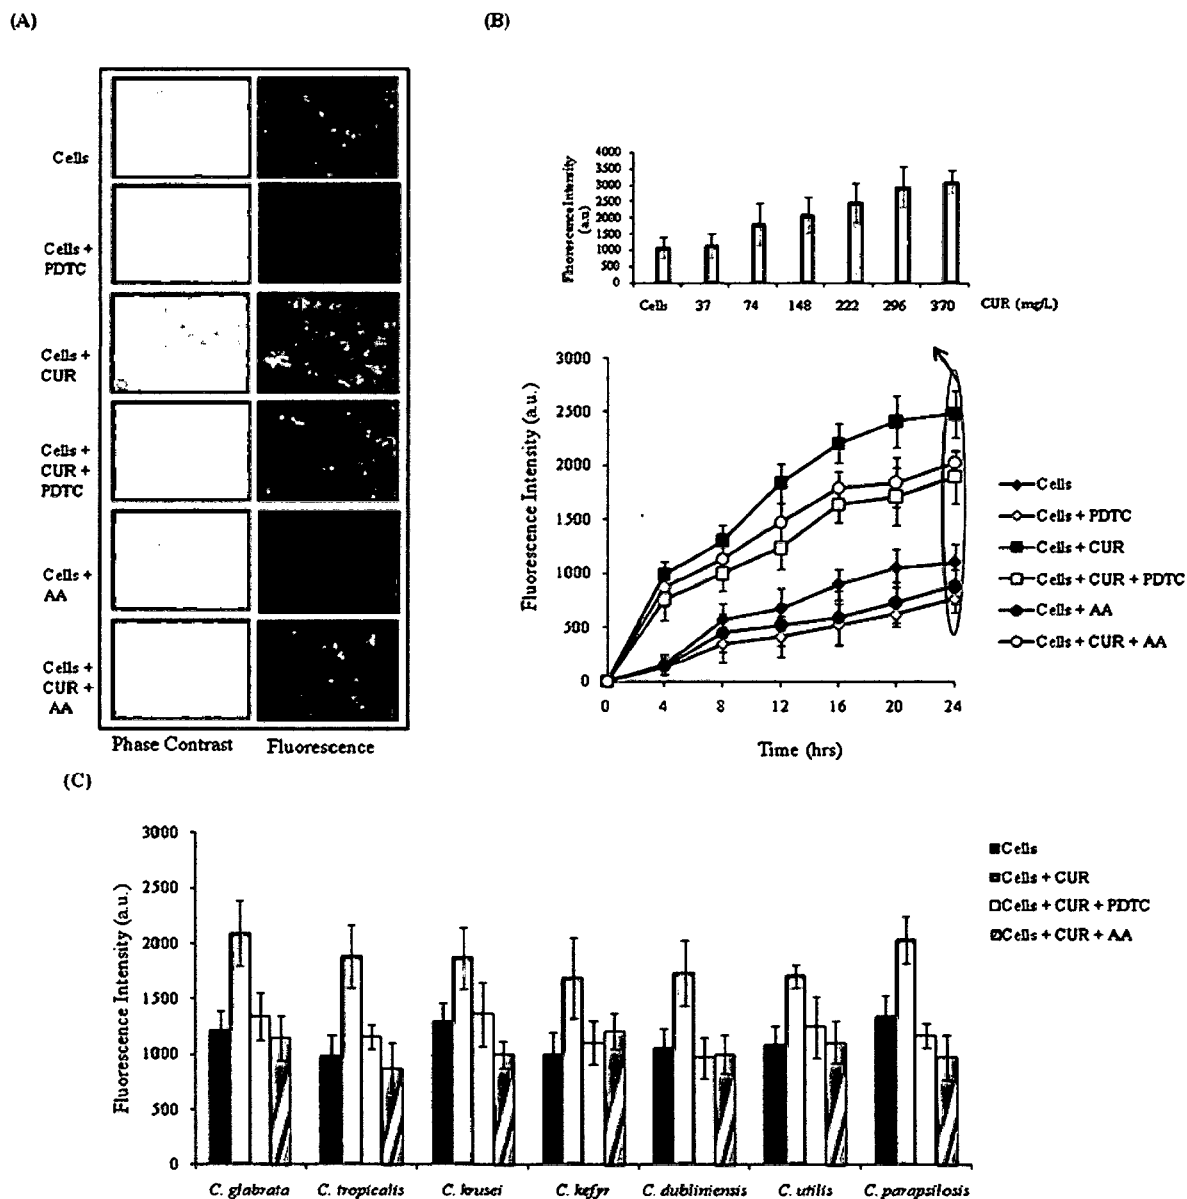 (A)
Cells
Cells +
PDTC
Cells +
CUR
Cells +
CUR +
PDTC
Cells +
AA
Cells +
CUR +
AA
Phase Contrast Fluorescence
(B)
Fluorescence Intensity
(a.u)
4000
3500
3000
2500
2000
1500
1000
500
0
Cells 37 74 148 222 296 370 CUR (mg/L)
Fluorescence Intensity (a.u.)
3000
2500
2000
1500
1000
500
0
0 4 8 12 16 20 24
Time (hrs)
Cells
Cells + PDTC
Cells + CUR
Cells + CUR + PDTC
Cells + AA
Cells + CUR + AA
(C)
Fluorescence Intensity (a.u.)
3000
2500
2000
1500
1000
500
0
C. glabrata C. tropicalis C. krusei C. kefyr C. dubliniensis C. utilis C. parapsilosis
Cells
Cells + CUR
Cells + CUR + PDTC
Cells + CUR + AA